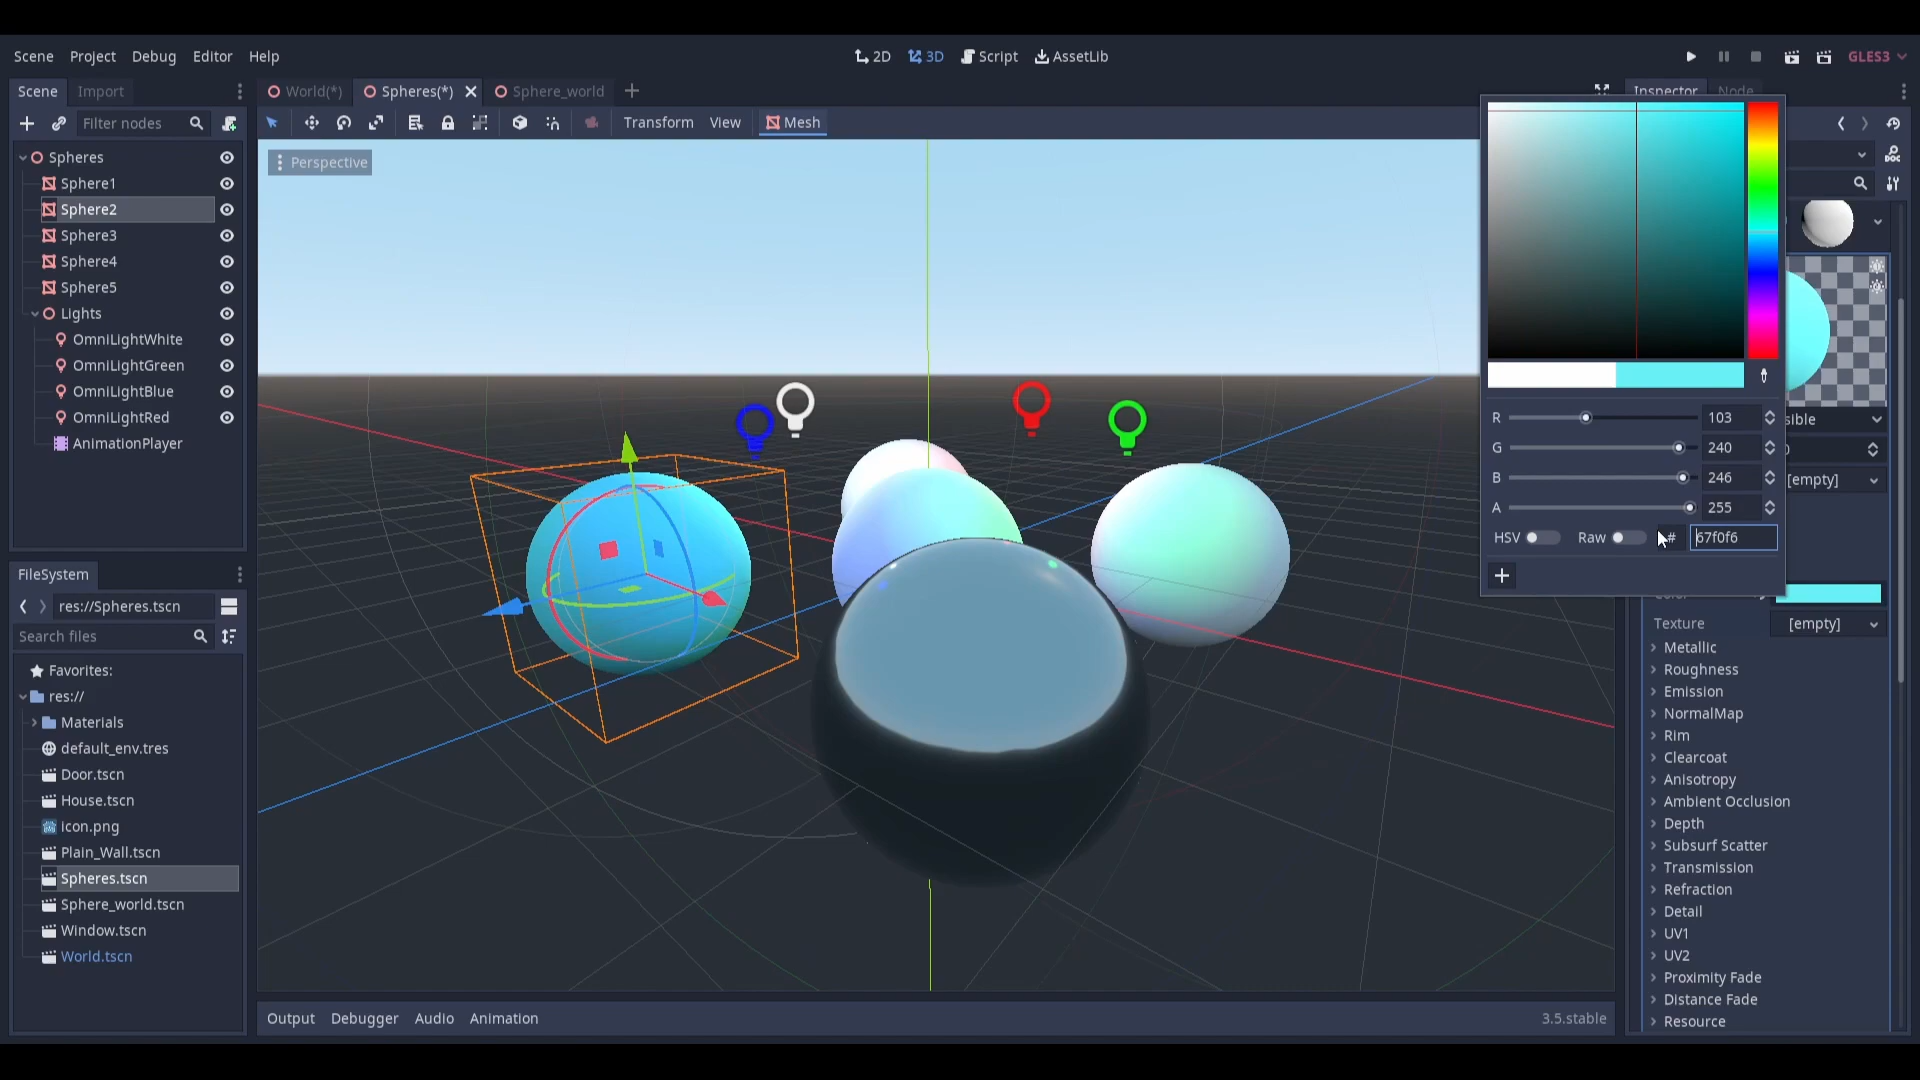 Scene Project Debug Editor Help
2D 3D Script AssetLib
GLES3
Scene Import
World(*) Spheres(*) Sphere_world
Inspector Node
Filter nodes
Transform View Mesh
Perspective
Spheres
Sphere1
Sphere2
Sphere3
Sphere4
Sphere5
Lights
OmniLightWhite
OmniLightGreen
OmniLightBlue
OmniLightRed
AnimationPlayer
FileSystem
res://Spheres.tscn
Search files
Favorites:
res://
Materials
default_env.tres
Door.tscn
House.tscn
icon.png
Plain_Wall.tscn
Spheres.tscn
Sphere_world.tscn
Window.tscn
World.tscn
R 103
G 240
B 246
A 255
HSV Raw # 67f0f6
[empty]
Texture [empty]
Metallic
Roughness
Emission
NormalMap
Rim
Clearcoat
Anisotropy
Ambient Occlusion
Depth
Subsurf Scatter
Transmission
Refraction
Detail
UV1
UV2
Proximity Fade
Distance Fade
Resource
Output Debugger Audio Animation
3.5.stable